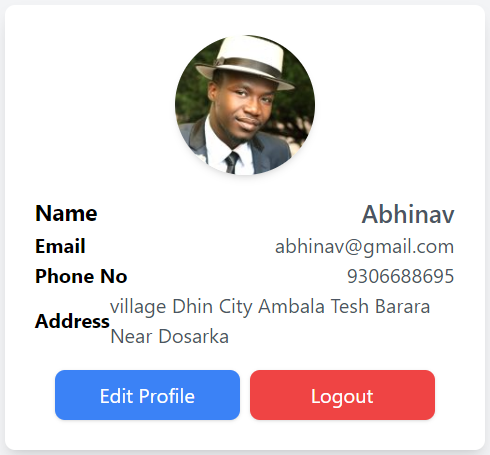 Name Abhinav
Email abhinav@gmail.com
Phone No 9306688695
Address village Dhin City Ambala Tesh Barara
Near Dosarka
Edit Profile Logout